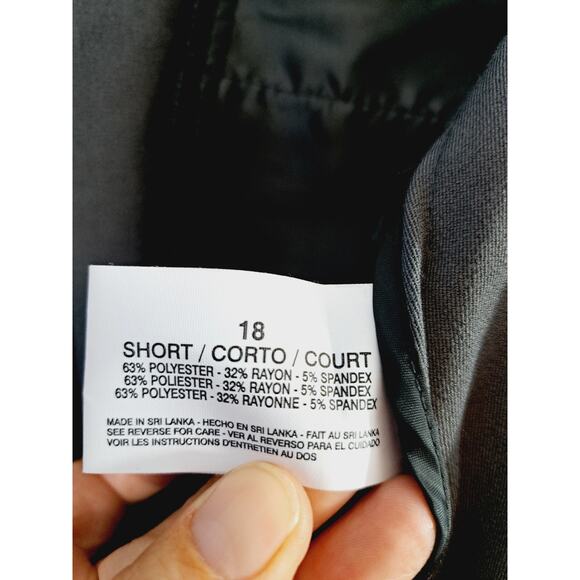 18
SHORT / CORTO / COURT
63% POLYESTER - 32% RAYON - 5% SPANDEX
63% POLIESTER - 32% RAYON - 5% SPANDEX
63% POLYESTER - 32% RAYONNE - 5% SPANDEX
MADE IN SRI LANKA - HECHO EN SRI LANKA - FAIT AU SRI LANKA
SEE REVERSE FOR CARE - VER AL REVERSO PARA EL CUIDADO
VOIR LES INSTRUCTIONS D'ENTRETIEN AU DOS